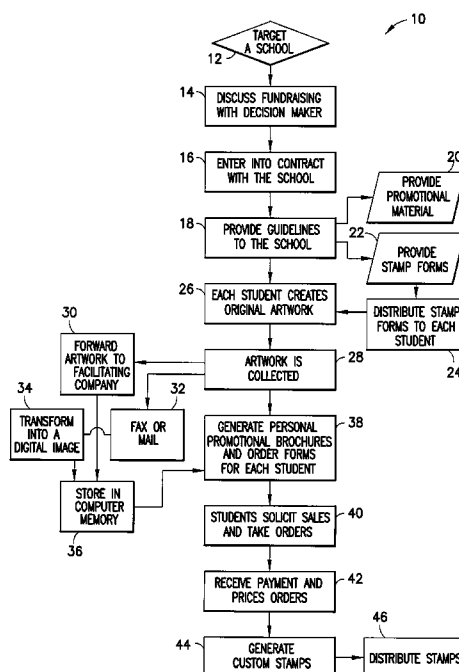 10
TARGET
A SCHOOL
12
14
DISCUSS FUNDRAISING
WITH DECISION MAKER
16
ENTER INTO CONTRACT
WITH THE SCHOOL
20
PROVIDE
PROMOTIONAL
MATERIAL
18
PROVIDE GUIDELINES
TO THE SCHOOL
22
PROVIDE
STAMP FORMS
26
EACH STUDENT CREATES
ORIGINAL ARTWORK
DISTRIBUTE STAMP
FORMS TO EACH
STUDENT
24
30
FORWARD
ARTWORK TO
FACILITATING
COMPANY
ARTWORK IS
COLLECTED
28
34
TRANSFORM
INTO A
DIGITAL IMAGE
32
FAX OR
MAIL
38
GENERATE PERSONAL
PROMOTIONAL BROCHURES
AND ORDER FORMS
FOR EACH STUDENT
STORE IN
COMPUTER
MEMORY
36
STUDENTS SOLICIT SALES
AND TAKE ORDERS
40
RECEIVE PAYMENT AND
PRICES ORDERS
42
44
GENERATE
CUSTOM STAMPS
46
DISTRIBUTE STAMPS